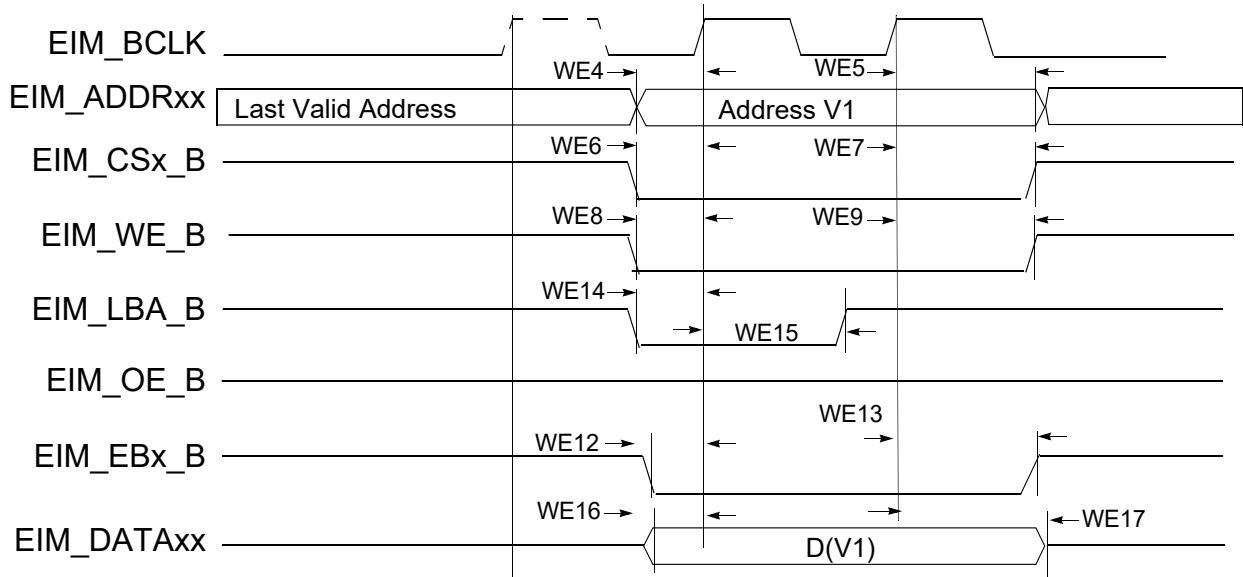 EIM_BCLK
WE4
WE5
EIM_ADDRxx
Last Valid Address
Address V1
WE6
WE7
EIM_CSx_B
WE8
WE9
EIM_WE_B
WE14
EIM_LBA_B
WE15
EIM_OE_B
WE13
WE12
EIM_EBx_B
WE16
WE17
EIM_DATAxx
D(V1)